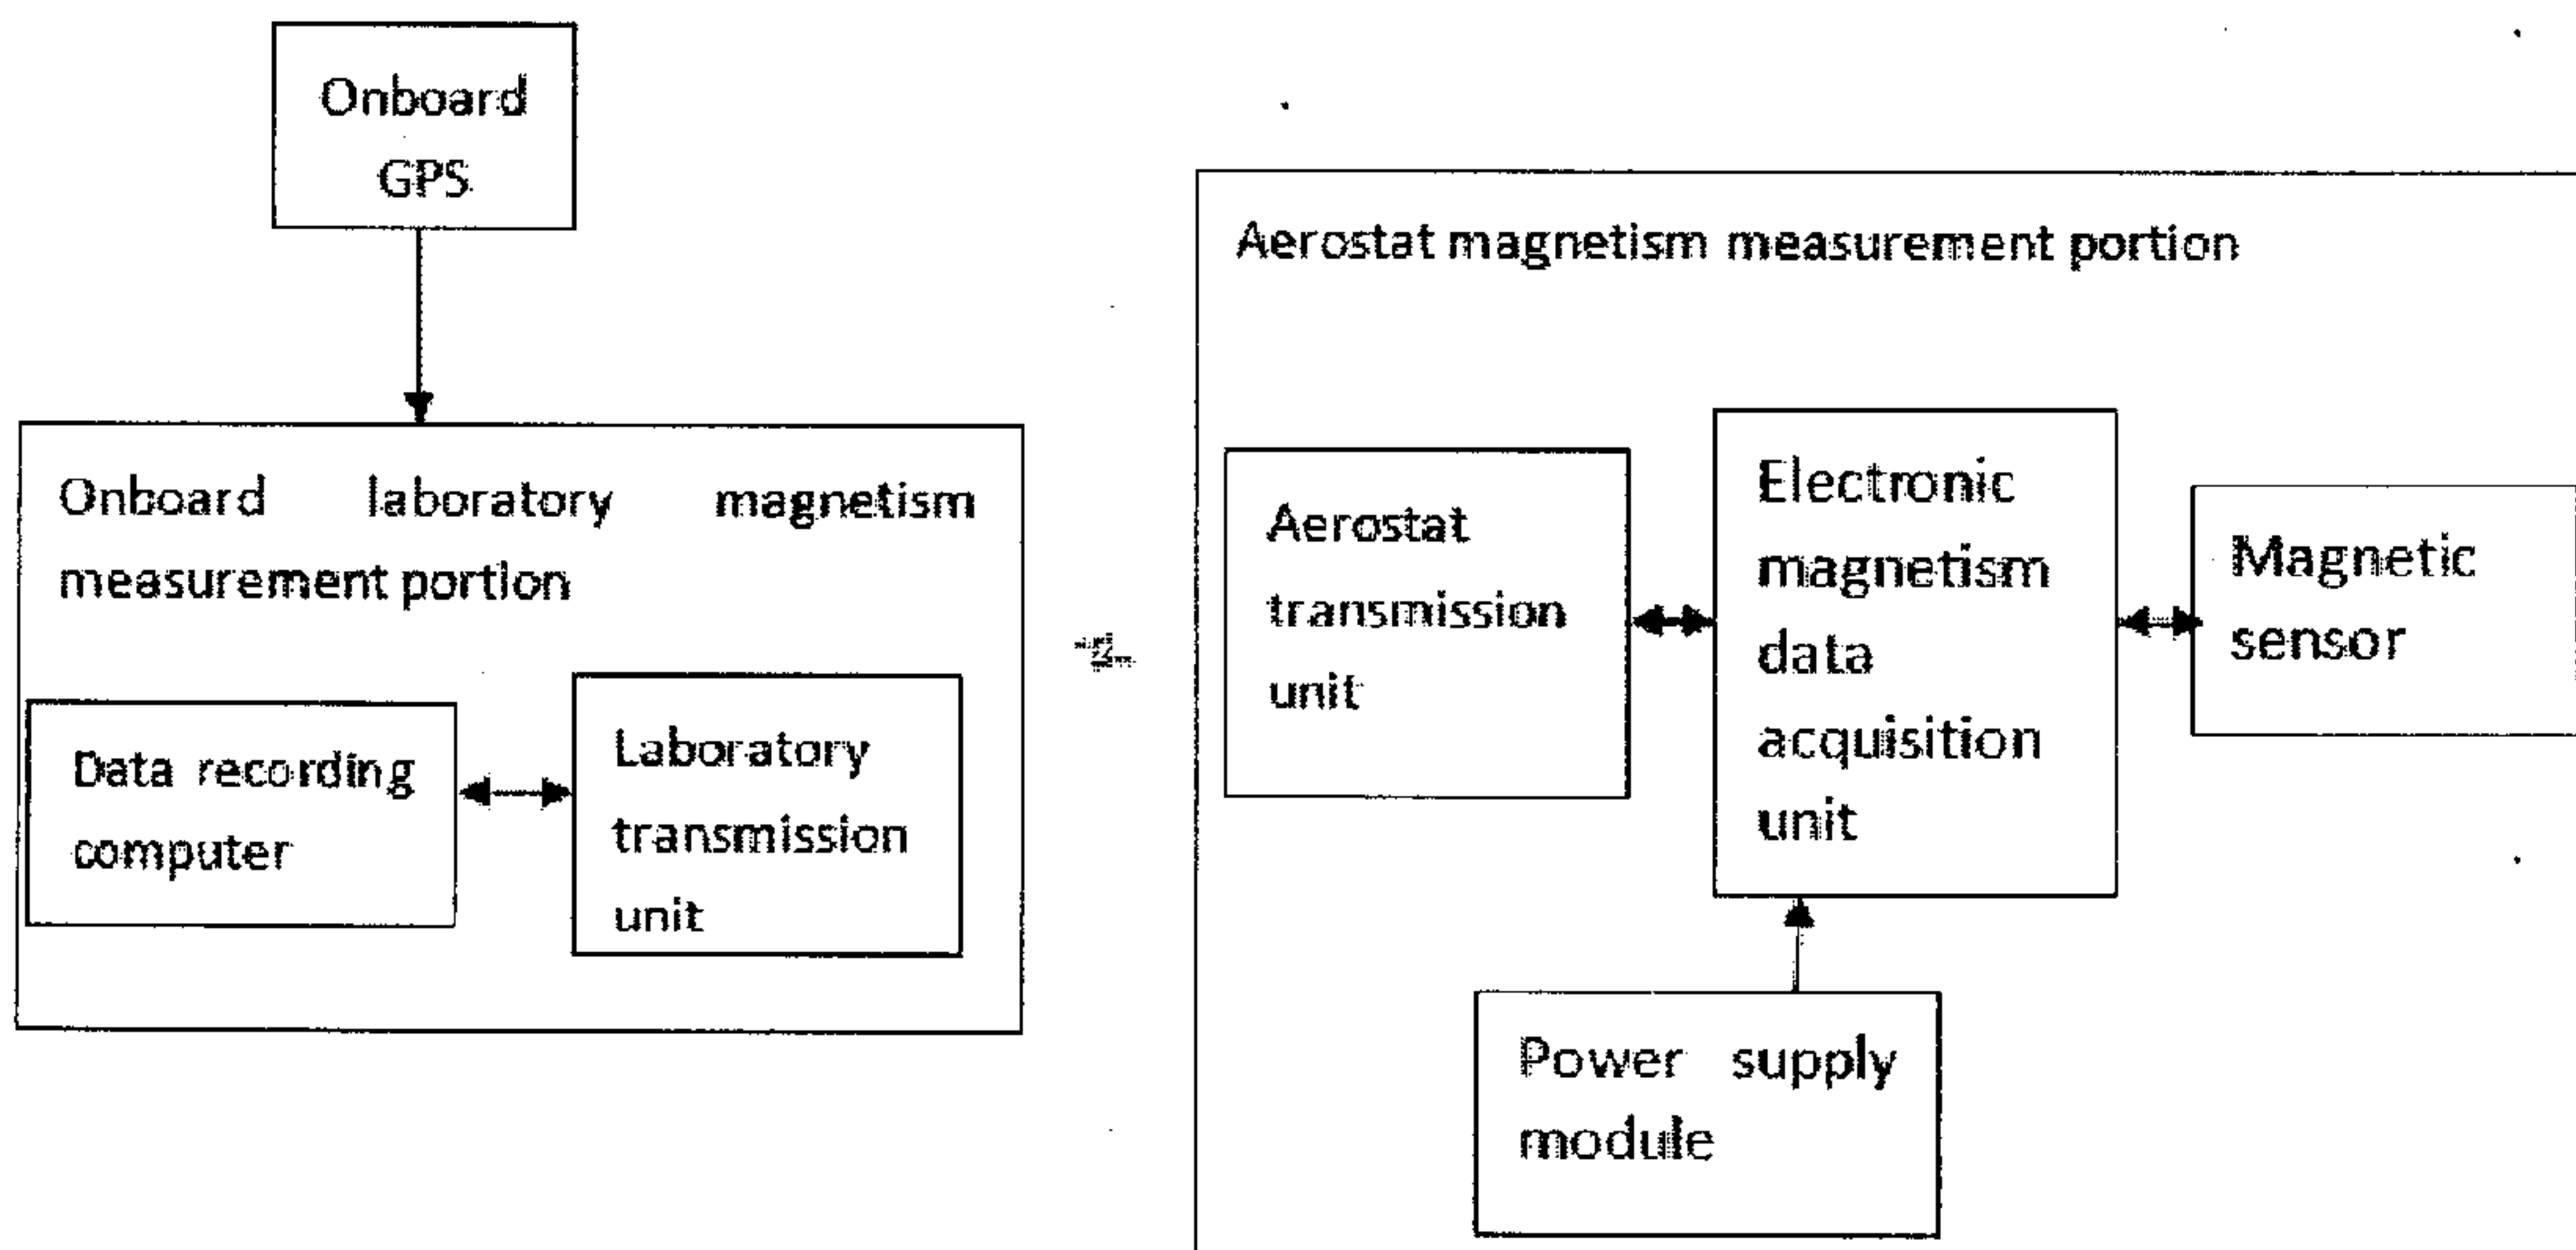 Onboard
GPS
Onboard laboratory magnetism
measurement portion
Data recording
computer
Laboratory
transmission
unit
Aerostat magnetism measurement portion
Aerostat
transmission
unit
Electronic
magnetism
data
acquisition
unit
Magnetic
sensor
Power supply
module